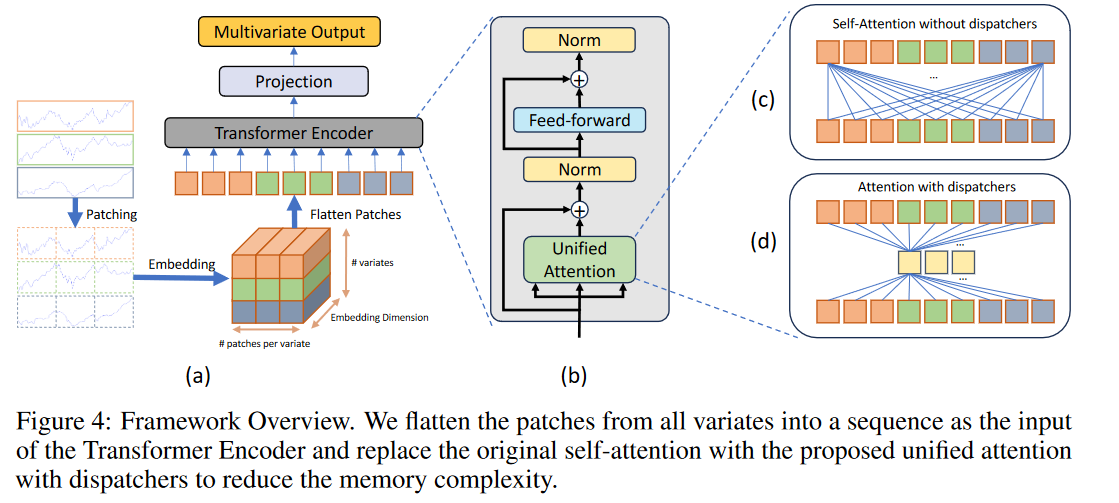 Multivariate Output
Projection
Transformer Encoder
Patching
Flatten Patches
Embedding
# variates
Embedding Dimension
# patches per variate
(a)
Norm
+
Feed-forward
Norm
+
Unified
Attention
(b)
Self-Attention without dispatchers
...
(c)
Attention with dispatchers
...
...
(d)
Figure 4: Framework Overview. We flatten the patches from all variates into a sequence as the input
of the Transformer Encoder and replace the original self-attention with the proposed unified attention
with dispatchers to reduce the memory complexity.